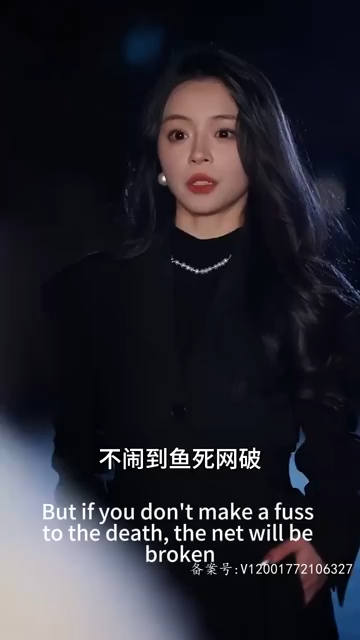 不闹到鱼死网破
But if you don't make a fuss
to the death, the net will be
broken
备案号:V12001772106327